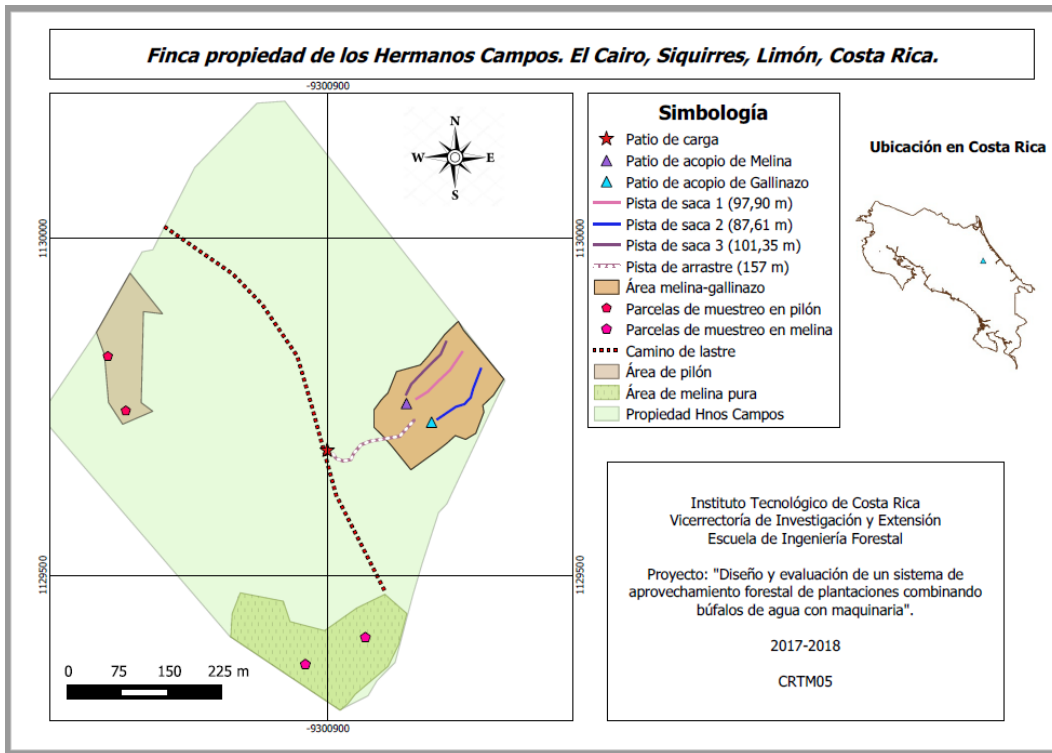 Finca propiedad de los Hermanos Campos. El Cairo, Siquirres, Limón, Costa Rica.
-9300900
N
W E
S
1130000
1130000
1129500
1129500
0 75 150 225 m
-9300900
Simbología
Patio de carga
Patio de acopio de Melina
Patio de acopio de Gallinazo
Pista de saca 1 (97,90 m)
Pista de saca 2 (87,61 m)
Pista de saca 3 (101,35 m)
Pista de arrastre (157 m)
Área melina-gallinazo
Parcelas de muestreo en pilón
Parcelas de muestreo en melina
Camino de lastre
Área de pilón
Área de melina pura
Propiedad Hnos Campos
Ubicación en Costa Rica
Instituto Tecnológico de Costa Rica
Vicerrectoría de Investigación y Extensión
Escuela de Ingeniería Forestal
Proyecto: "Diseño y evaluación de un sistema de
aprovechamiento forestal de plantaciones combinando
búfalos de agua con maquinaria".
2017-2018
CRTM05